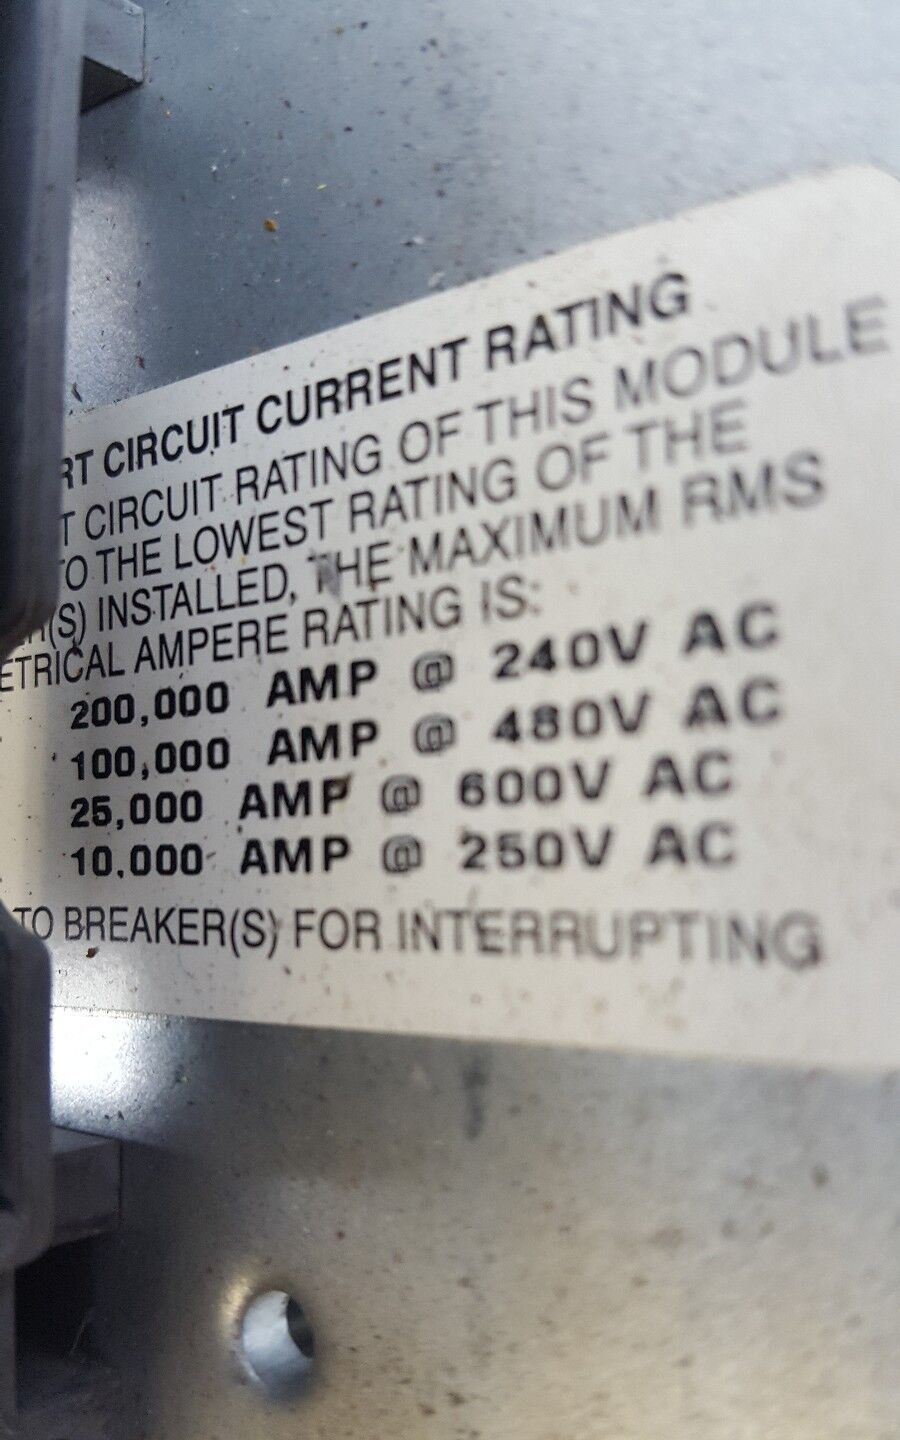 RT CIRCUIT CURRENT RATING
T CIRCUIT RATING OF THIS MODULE
TO THE LOWEST RATING OF THE
ER(S) INSTALLED, THE MAXIMUM RMS
ETRICAL AMPERE RATING IS:
200,000 AMP @ 240V AC
100,000 AMP @ 480V AC
25,000 AMP @ 600V AC
10,000 AMP @ 250V AC
TO BREAKER(S) FOR INTERRUPTING